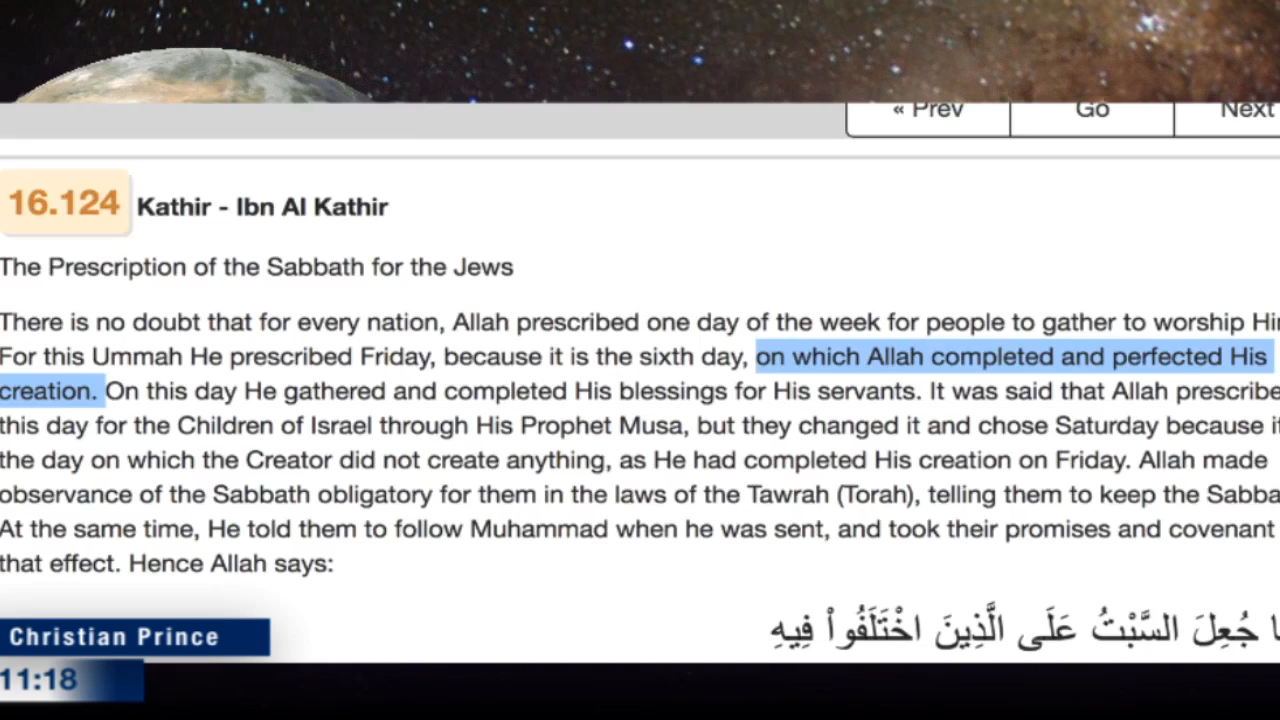 « Prev Go Next
16.124 Kathir - Ibn Al Kathir
The Prescription of the Sabbath for the Jews
There is no doubt that for every nation, Allah prescribed one day of the week for people to gather to worship
For this Ummah He prescribed Friday, because it is the sixth day, on which Allah completed and perfected His
creation. On this day He gathered and completed His blessings for His servants. It was said that Allah prescribe
this day for the Children of Israel through His Prophet Musa, but they changed it and chose Saturday because
the day on which the Creator did not create anything, as He had completed His creation on Friday. Allah made
observance of the Sabbath obligatory for them in the laws of the Tawrah (Torah), telling them to keep the
At the same time, He told them to follow Muhammad when he was sent, and took their promises and covenant
that effect. Hence Allah says:
جُعِلَ السَّبْتُ عَلَى الَّذِينَ اخْتَلَفُواْ فِيهِ
Christian Prince
11:18